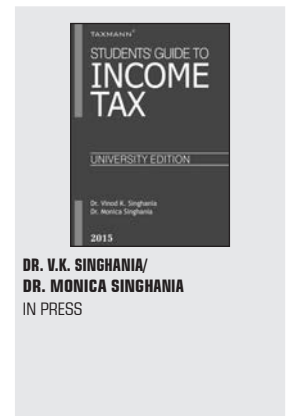 TAXMANN®
STUDENTS' GUIDE TO
INCOME
TAX
UNIVERSITY EDITION
Dr. Vinod K. Singhania
Dr. Monica Singhania
2015
DR. V.K. SINGHANIA/
DR. MONICA SINGHANIA
IN PRESS